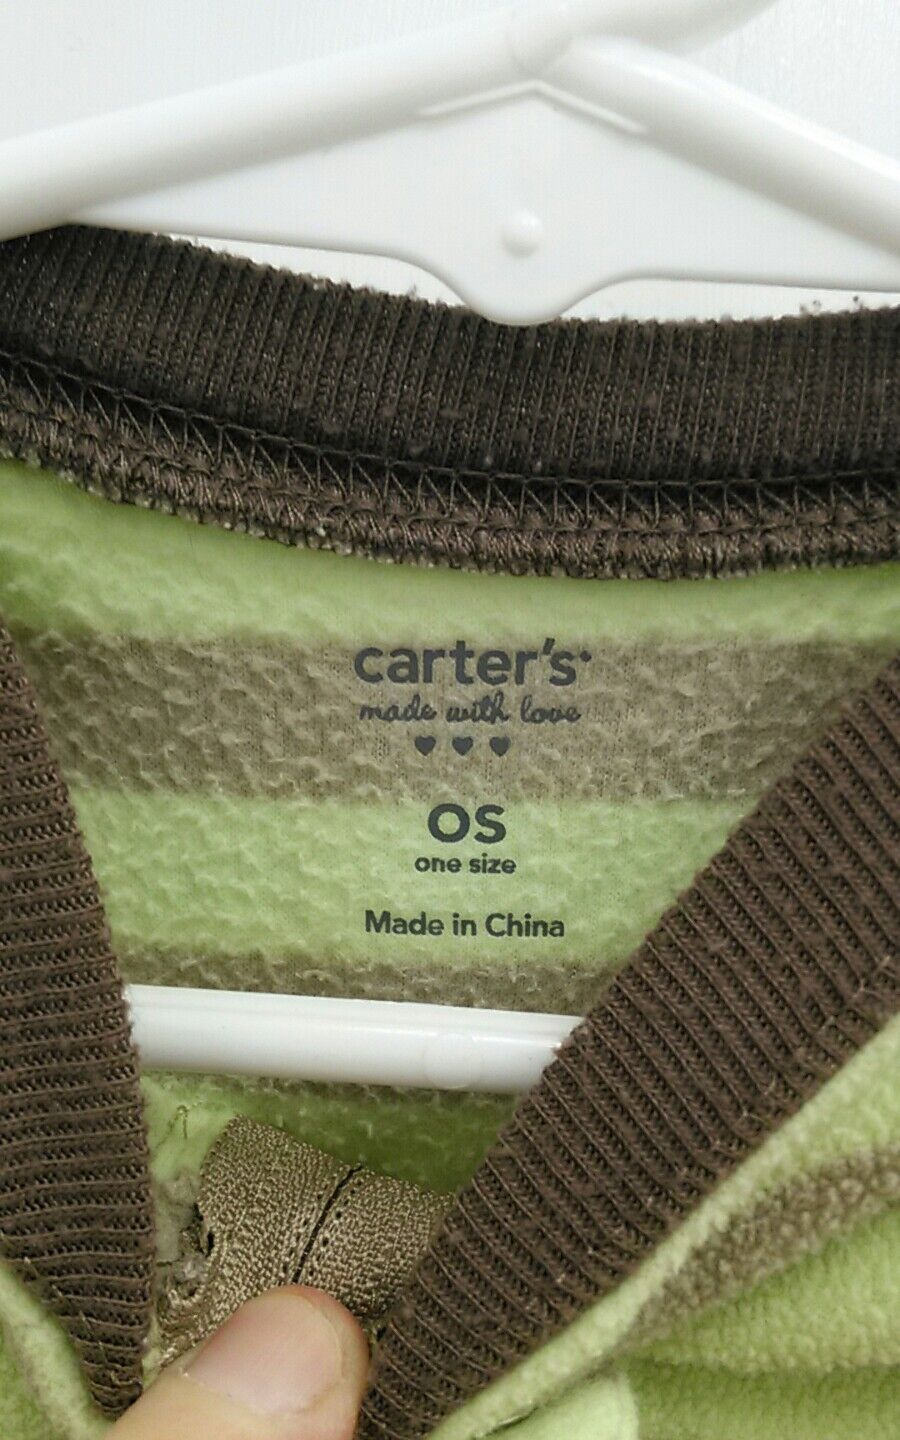 carter's
made with love
OS
one size
Made in China